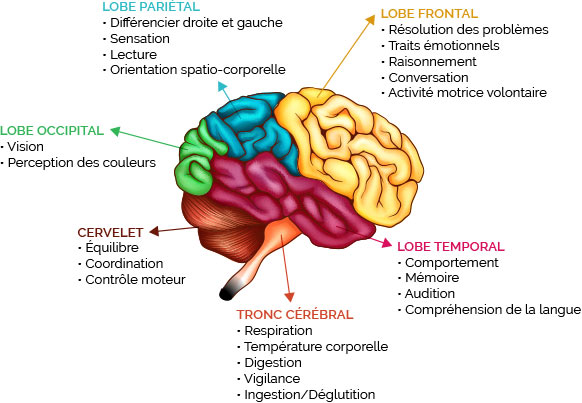 LOBE PARIÉTAL
• Différencier droite et gauche
• Sensation
• Lecture
• Orientation spatio-corporelle
LOBE FRONTAL
• Résolution des problèmes
• Traits émotionnels
• Raisonnement
• Conversation
• Activité motrice volontaire
LOBE OCCIPITAL
• Vision
• Perception des couleurs
CERVELET
• Équilibre
• Coordination
• Contrôle moteur
LOBE TEMPORAL
• Comportement
• Mémoire
• Audition
• Compréhension de la langue
TRONC CÉRÉBRAL
• Respiration
• Température corporelle
• Digestion
• Vigilance
• Ingestion/Déglutition